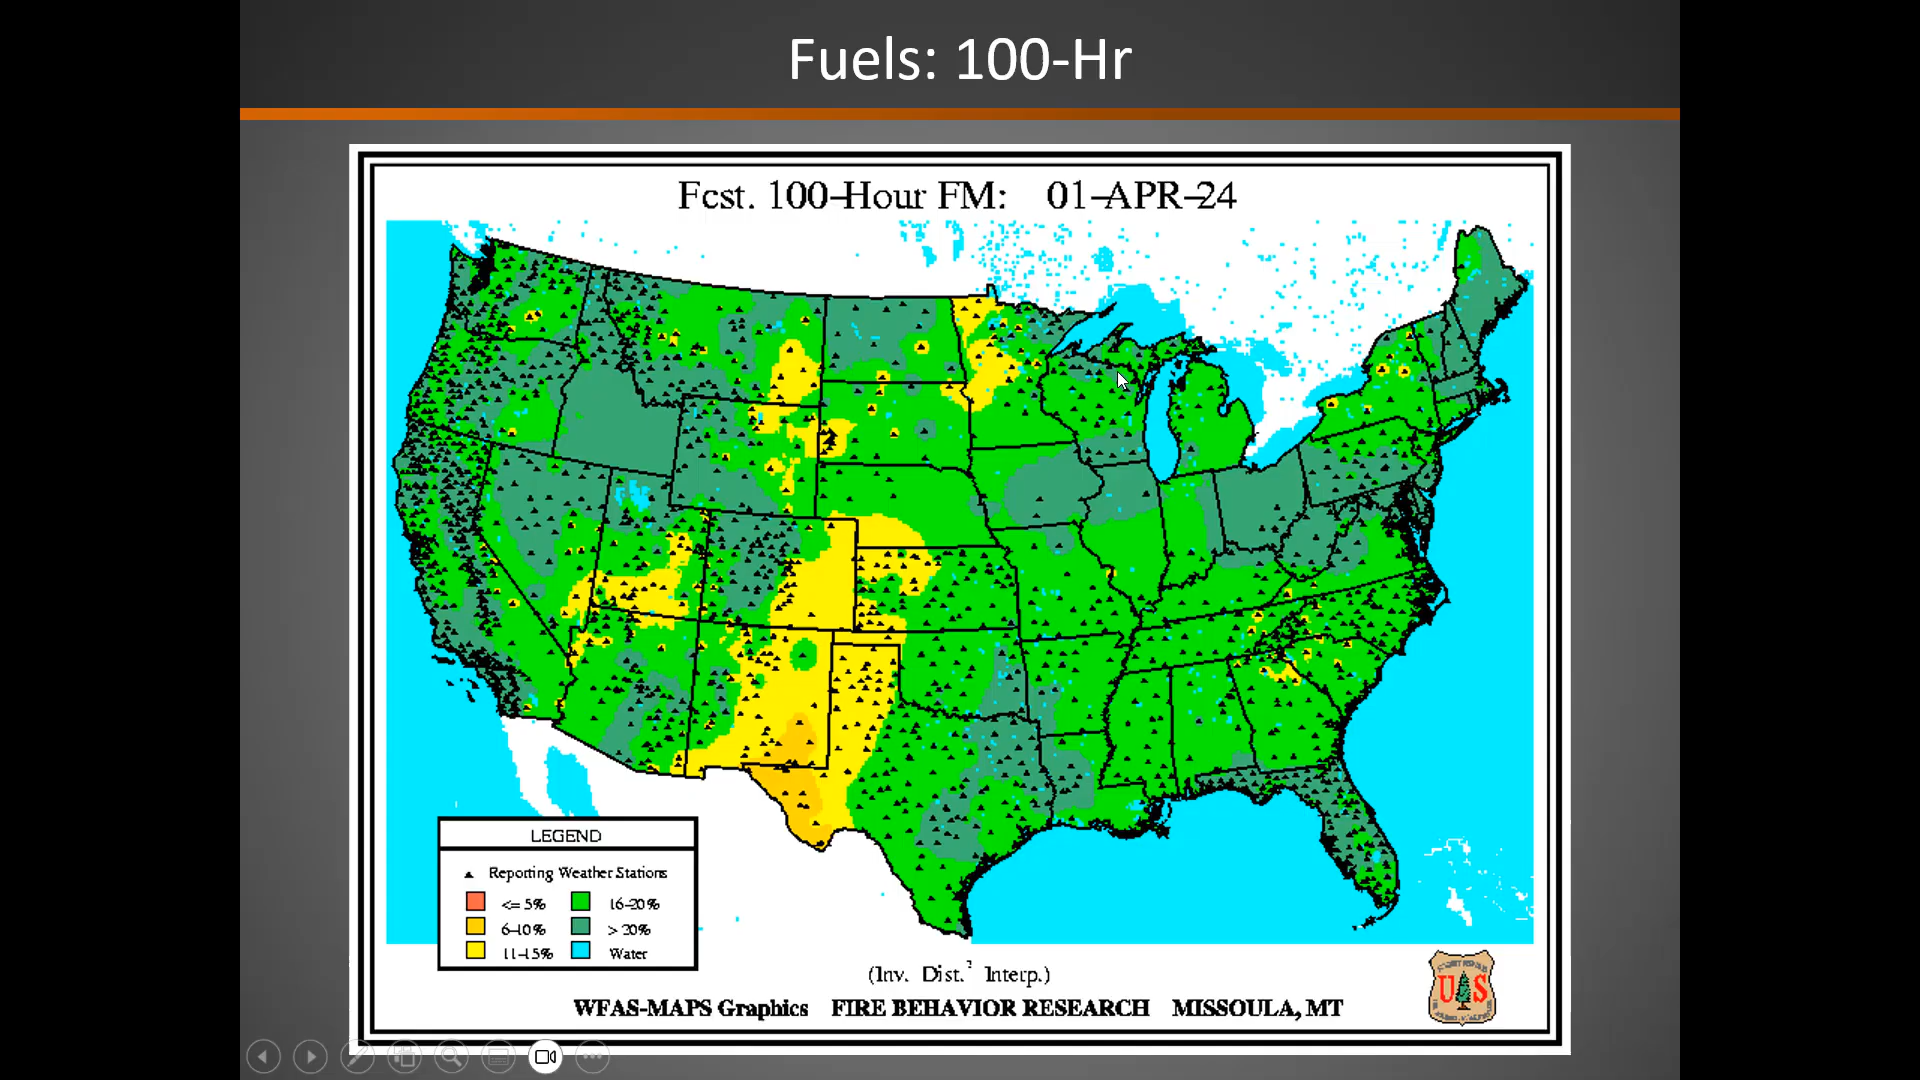 Fuels: 100-Hr
Fcst. 100-Hour FM: 01-APR-24
LEGEND
Reporting Weather Stations
<= 5% 16-20%
6-10% > 20%
11-15% Water
(Inv. Dist.² Interp.)
WFAS-MAPS Graphics FIRE BEHAVIOR RESEARCH MISSOULA, MT
US